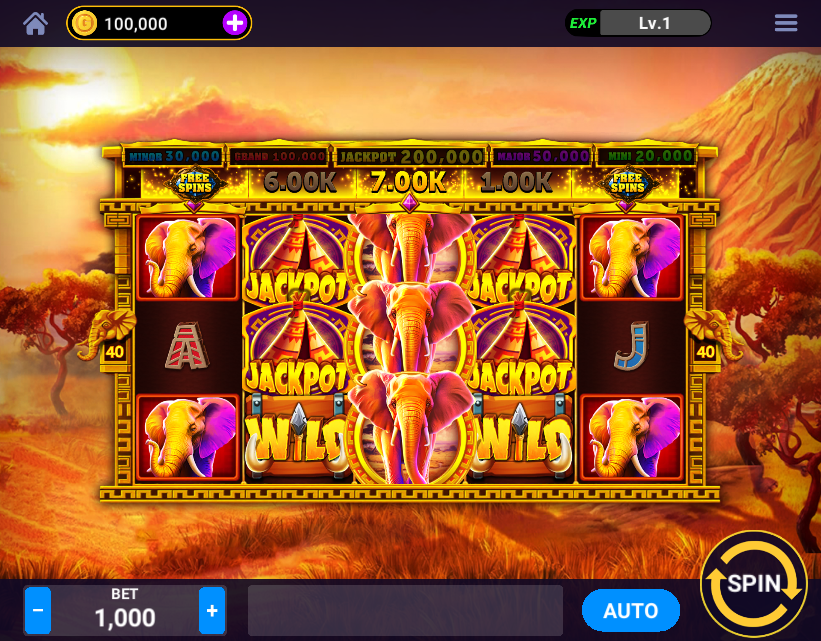 G 100,000 +
EXP Lv.1
MINOR 30,000 GRAND 100,000 JACKPOT 200,000 MAJOR 50,000 MINI 20,000
FREE SPINS 6.00K 7.00K 1.00K FREE SPINS
JACKPOT JACKPOT
40 A J 40
JACKPOT JACKPOT
WILD WILD
BET
- 1,000 +
AUTO
SPIN